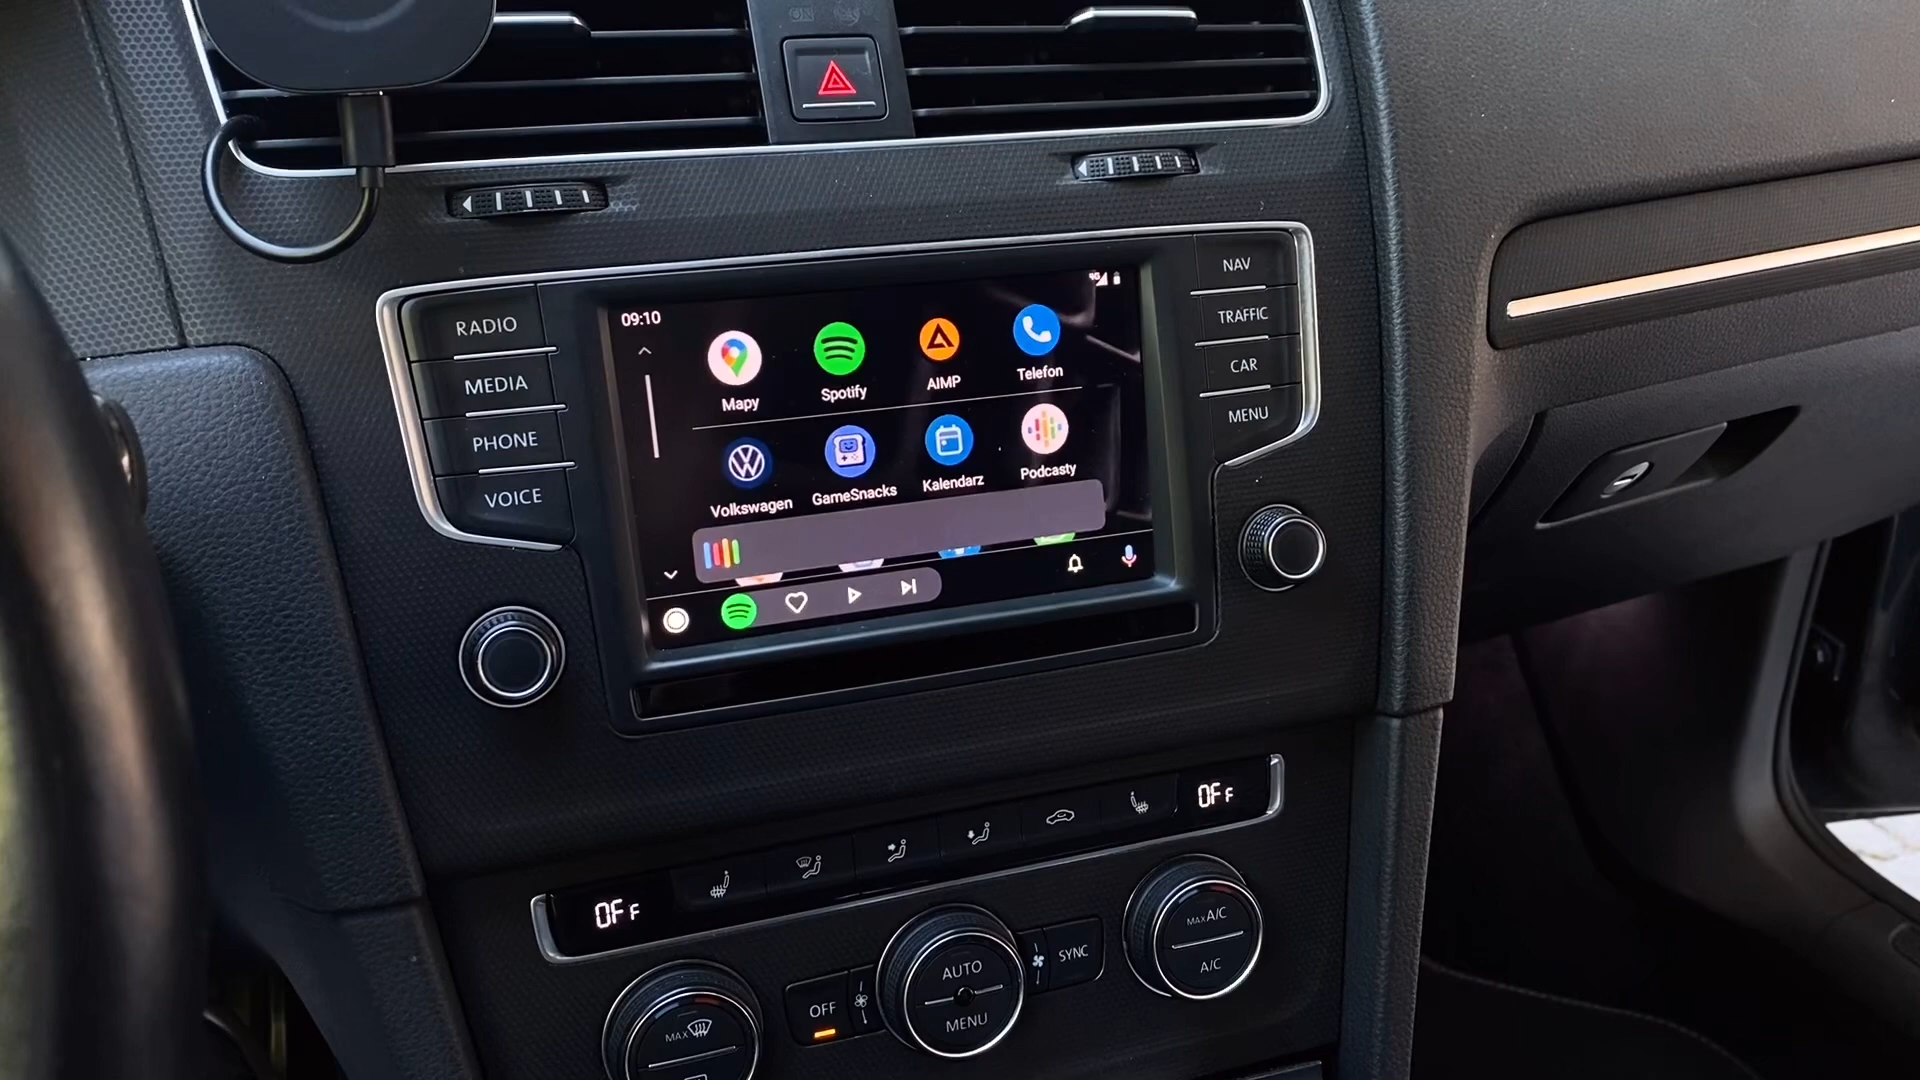 RADIO
MEDIA
PHONE
VOICE
09:10
Mapy
Spotify
AIMP
Telefon
Volkswagen
GameSnacks
Kalendarz
Podcasty
NAV
TRAFFIC
CAR
MENU
OFF
OFF
MAX
OFF
AUTO
MENU
SYNC
MAX A/C
A/C